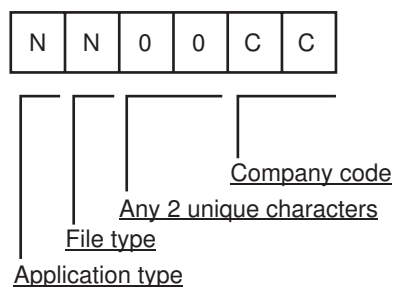 N N 0 0 C C
Company code
Any 2 unique characters
File type
Application type